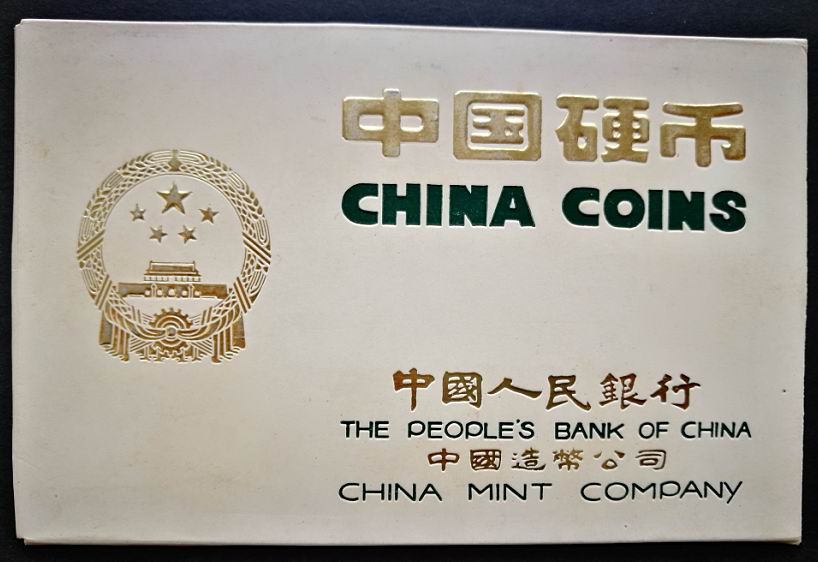 中国硬币
CHINA COINS
中國人民銀行
THE PEOPLE'S BANK OF CHINA
中國造幣公司
CHINA MINT COMPANY